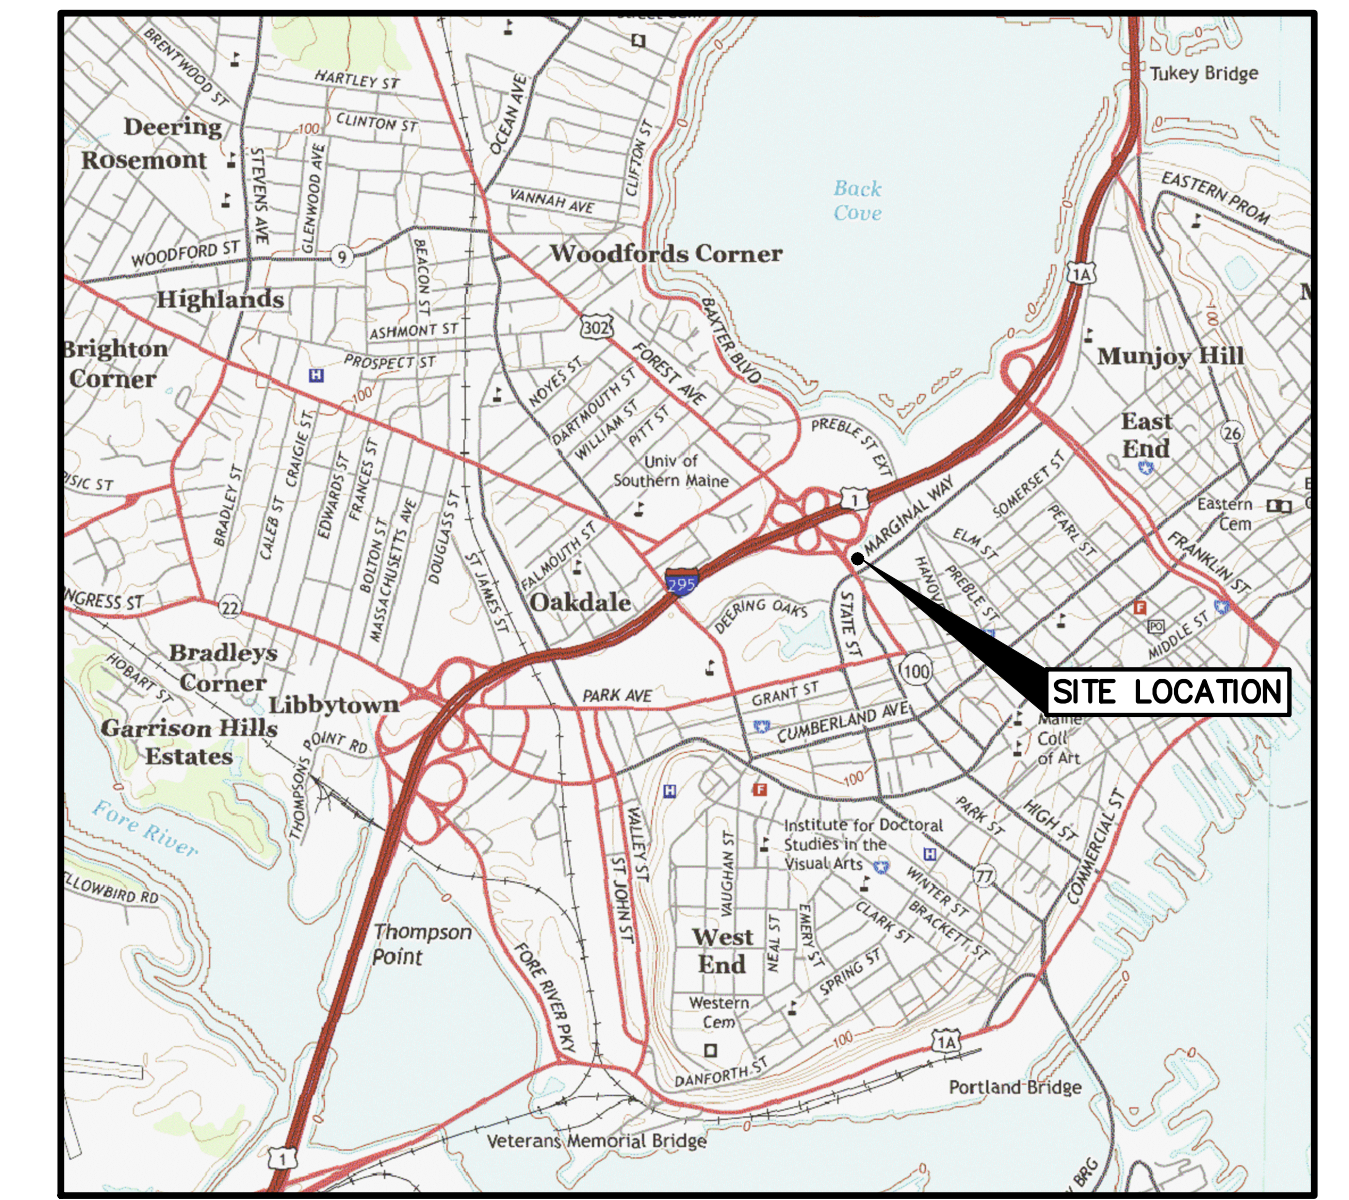 Tukey Bridge
BRENTWOOD ST
HARTLEY ST
OCEAN AVE
Deering
Rosemont
100
CLINTON ST
CLIFTON ST
0
STEVENS AVE
GLENWOOD AVE
VANNAH AVE
Back
Cove
EASTERN PROM
WOODFORD ST
9
BEACON ST
Woodfords Corner
1A
Highlands
ASHMONT ST
302
BAXTER BLVD
100
Brighton
Corner
PROSPECT ST
H
100
NOYES ST
FOREST AVE
Munjoy Hill
DARTMOUTH ST
WILLIAM ST
PITT ST
PREBLE ST EXT
East
End
26
Univ of
Southern Maine
BRADLEY ST
CALEB ST
CRAIGIE ST
EDWARDS ST
FRANCES ST
BOLTON ST
MASSACHUSETTS AVE
DOUGLASS ST
ST JAMES ST
FALMOUTH ST
1
MARGINAL WAY
SOMERSET ST
PEARL ST
ELM ST
Eastern
Cem
FRANKLIN ST
PREBLE ST
295
Oakdale
DEERING OAKS
STATE ST
F
PO
MIDDLE ST
22
HOBART ST
Bradleys
Corner
Libbytown
PARK AVE
GRANT ST
100
SITE LOCATION
CUMBERLAND AVE
Maine
Coll
of Art
Garrison Hills
Estates
THOMPSONS POINT RD
Fore River
H
F
100
VALLEY ST
ST JOHN ST
VAUGHAN ST
Institute for Doctoral
Studies in the
Visual Arts
H
PARK ST
HIGH ST
77
COMMERCIAL ST
WINTER ST
BRACKETT ST
CLARK ST
EMERY ST
NEAL ST
SPRING ST
West
End
Thompson
Point
FORE RIVER PKY
Western
Cem
DANFORTH ST
100
1A
Portland Bridge
Veterans Memorial Bridge
1
0
BRG